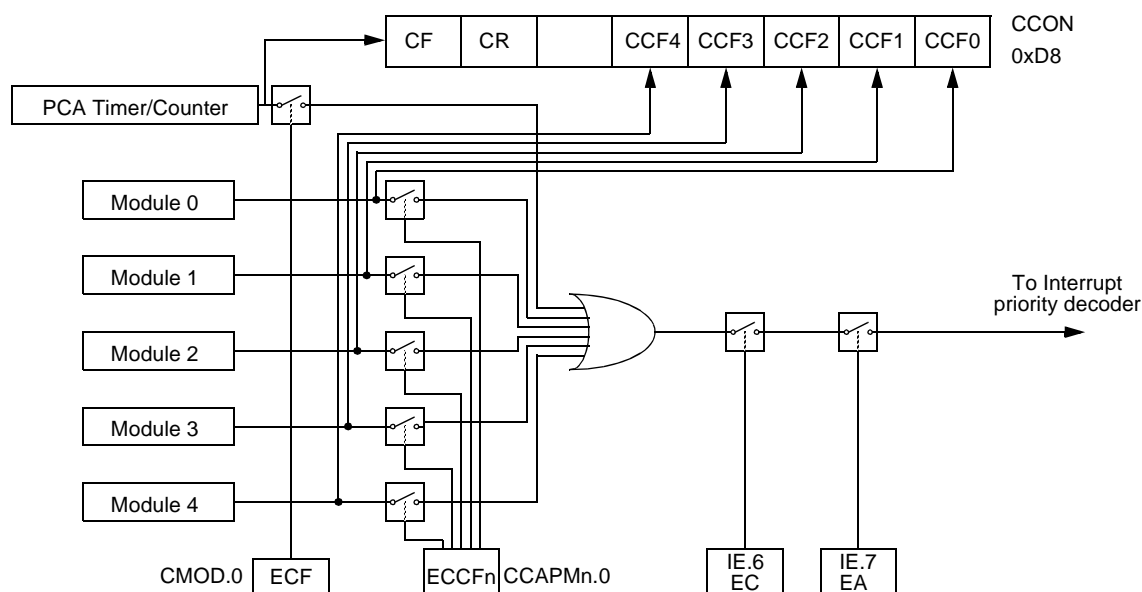 CF CR CCF4 CCF3 CCF2 CCF1 CCF0 CCON
0xD8
PCA Timer/Counter
Module 0
Module 1
To Interrupt
priority decoder
Module 2
Module 3
Module 4
CMOD.0 ECF ECCFn CCAPMn.0
IE.6
EC
IE.7
EA